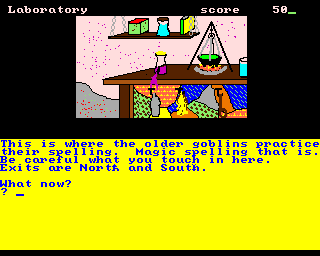 Laboratory score 50
This is where the older goblins practice
their spelling. Magic spelling that is.
Be careful what you touch in here.
Exits are North and South.
What now?
? _